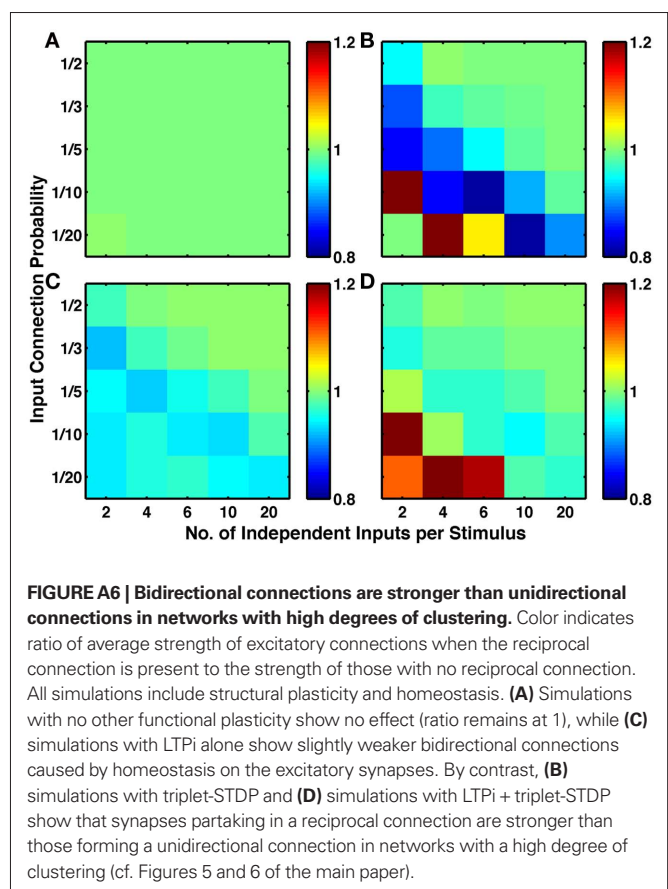 A
B
1/2
1/3
1/5
1/10
1/20
1.2
1
0.8
1.2
1
0.8
C
D
1/2
1/3
1/5
1/10
1/20
1.2
1
0.8
1.2
1
0.8
2 4 6 10 20
2 4 6 10 20
Input Connection Probability
No. of Independent Inputs per Stimulus
FIGURE A6 | Bidirectional connections are stronger than unidirectional
connections in networks with high degrees of clustering. Color indicates
ratio of average strength of excitatory connections when the reciprocal
connection is present to the strength of those with no reciprocal connection.
All simulations include structural plasticity and homeostasis. (A) Simulations
with no other functional plasticity show no effect (ratio remains at 1), while (C)
simulations with LTPi alone show slightly weaker bidirectional connections
caused by homeostasis on the excitatory synapses. By contrast, (B)
simulations with triplet-STDP and (D) simulations with LTPi + triplet-STDP
show that synapses partaking in a reciprocal connection are stronger than
those forming a unidirectional connection in networks with a high degree of
clustering (cf. Figures 5 and 6 of the main paper).